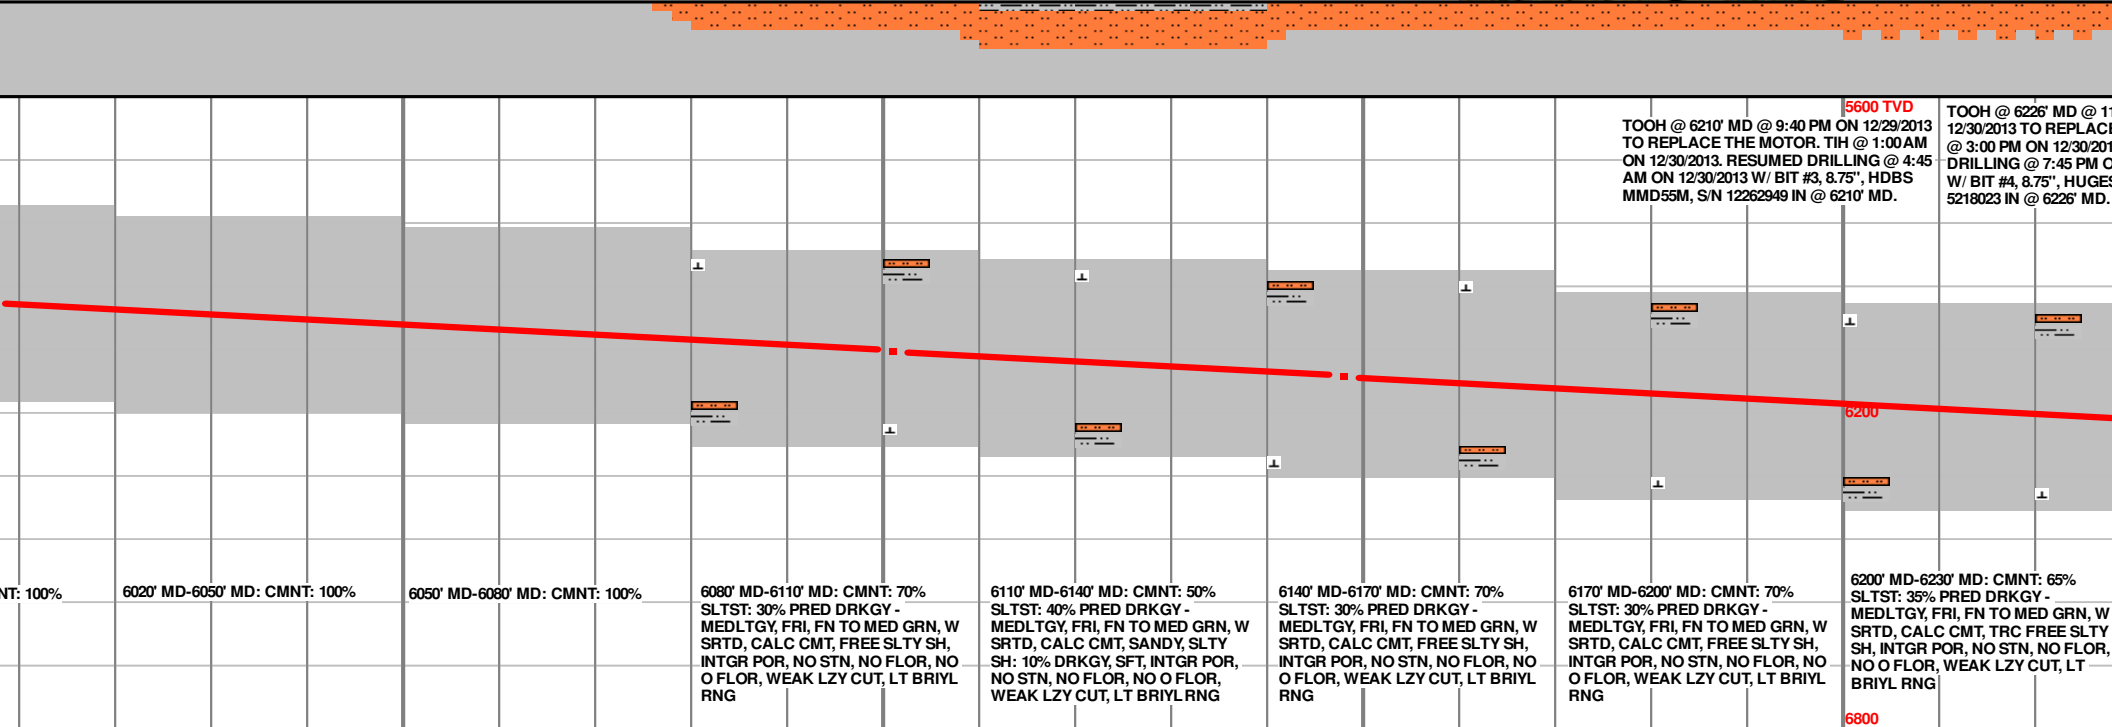 5600 TVD
TOOH @ 6210' MD @ 9:40 PM ON 12/29/2013
TO REPLACE THE MOTOR. TIH @ 1:00 AM
ON 12/30/2013. RESUMED DRILLING @ 4:45
AM ON 12/30/2013 W/ BIT #3, 8.75", HDBS
MMD55M, S/N 12262949 IN @ 6210' MD.
TOOH @ 6226' MD @ 11
12/30/2013 TO REPLACE
@ 3:00 PM ON 12/30/201
DRILLING @ 7:45 PM O
W/ BIT #4, 8.75", HUGES
5218023 IN @ 6226' MD.
6200
NT: 100%
6020' MD-6050' MD: CMNT: 100%
6050' MD-6080' MD: CMNT: 100%
6080' MD-6110' MD: CMNT: 70%
SLTST: 30% PRED DRKGY -
MEDLTGY, FRI, FN TO MED GRN, W
SRTD, CALC CMT, FREE SLTY SH,
INTGR POR, NO STN, NO FLOR, NO
O FLOR, WEAK LZY CUT, LT BRIYL
RNG
6110' MD-6140' MD: CMNT: 50%
SLTST: 40% PRED DRKGY -
MEDLTGY, FRI, FN TO MED GRN, W
SRTD, CALC CMT, SANDY, SLTY
SH: 10% DRKGY, SFT, INTGR POR,
NO STN, NO FLOR, NO O FLOR,
WEAK LZY CUT, LT BRIYL RNG
6140' MD-6170' MD: CMNT: 70%
SLTST: 30% PRED DRKGY -
MEDLTGY, FRI, FN TO MED GRN, W
SRTD, CALC CMT, FREE SLTY SH,
INTGR POR, NO STN, NO FLOR, NO
O FLOR, WEAK LZY CUT, LT BRIYL
RNG
6170' MD-6200' MD: CMNT: 70%
SLTST: 30% PRED DRKGY -
MEDLTGY, FRI, FN TO MED GRN, W
SRTD, CALC CMT, FREE SLTY SH,
INTGR POR, NO STN, NO FLOR, NO
O FLOR, WEAK LZY CUT, LT BRIYL
RNG
6200' MD-6230' MD: CMNT: 65%
SLTST: 35% PRED DRKGY -
MEDLTGY, FRI, FN TO MED GRN, W
SRTD, CALC CMT, TRC FREE SLTY
SH, INTGR POR, NO STN, NO FLOR,
NO O FLOR, WEAK LZY CUT, LT
BRIYL RNG
6800